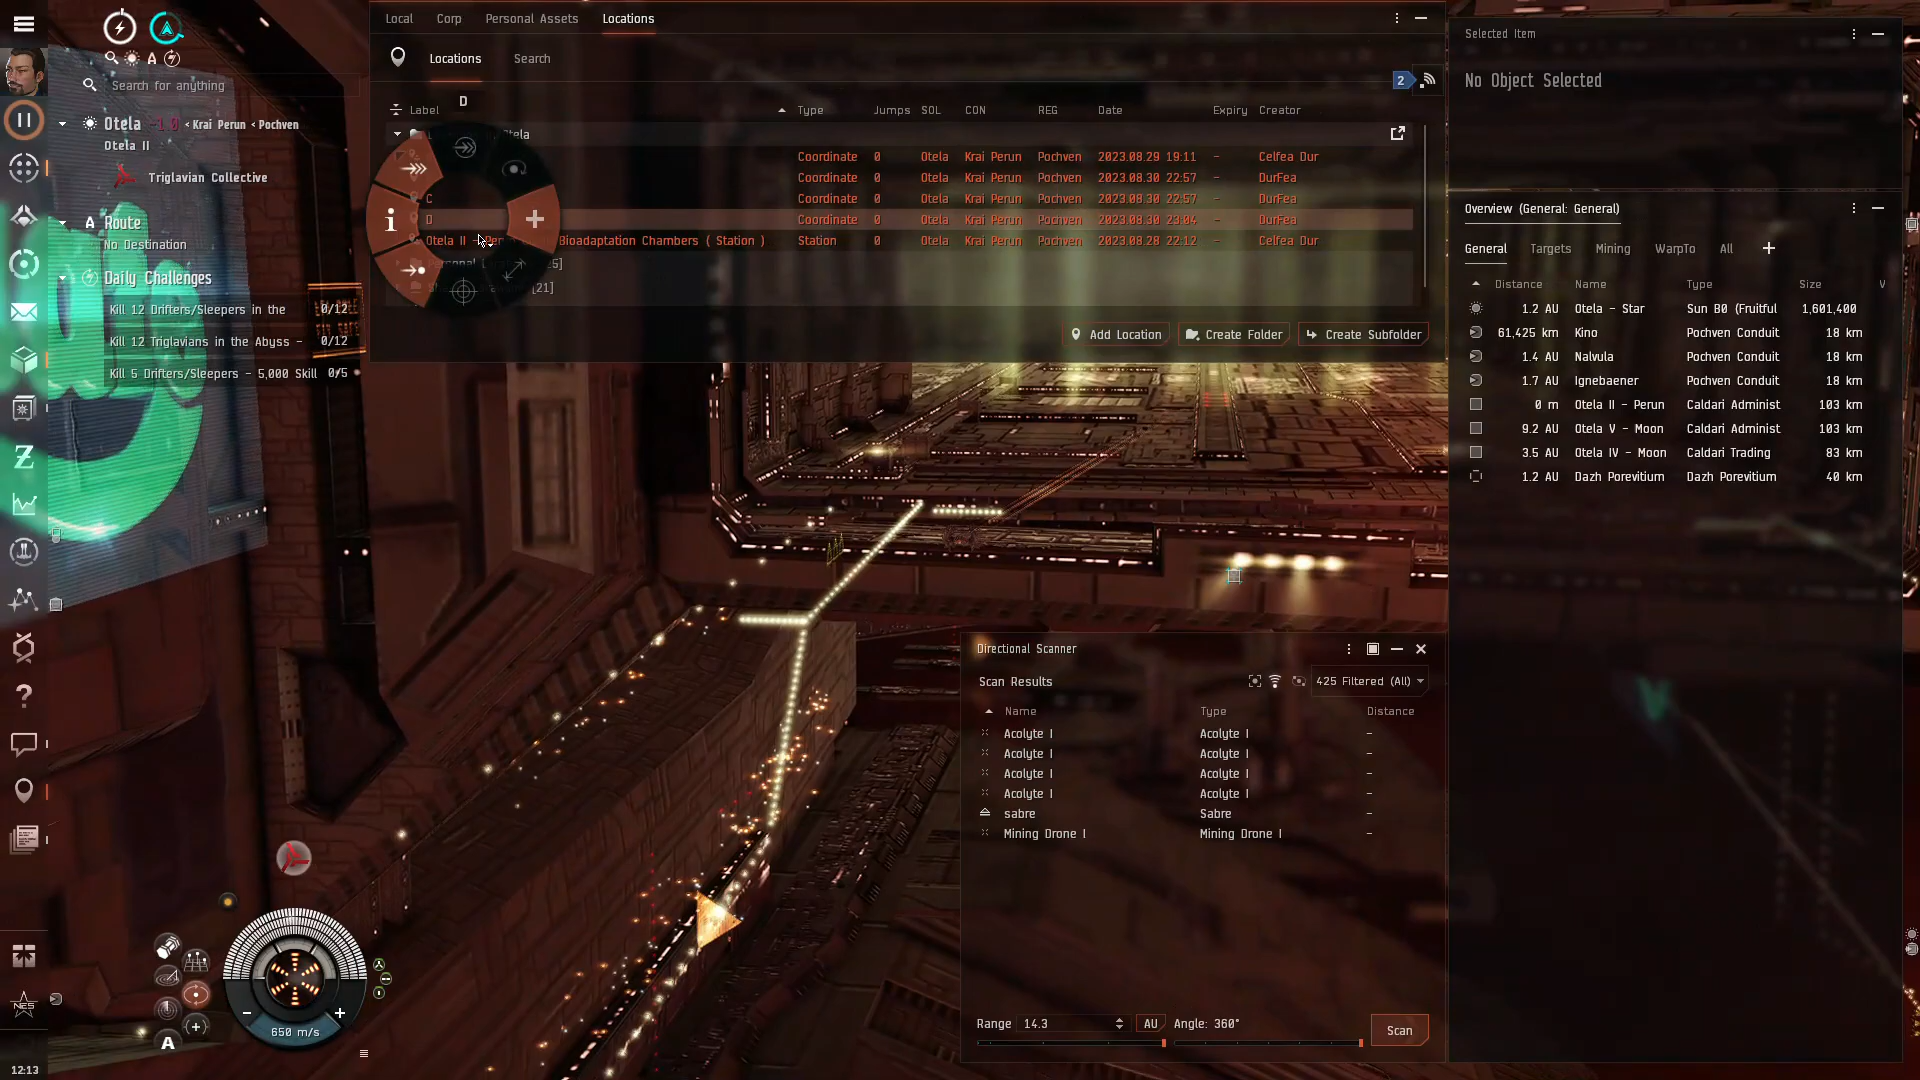 Local Corp Personal Assets Locations
Selected Item
Locations Search
No Object Selected
Search for anything
2
D
Label Type Jumps SOL CON REG Date Expiry Creator
Otela -1.0 < Krai Perun < Pochven
Otela II
Triglavian Collective
Coordinate 0 Otela Krai Perun Pochven 2023.08.29 19:11 - Celfea Dur
Coordinate 0 Otela Krai Perun Pochven 2023.08.30 22:57 - DurFea
C Coordinate 0 Otela Krai Perun Pochven 2023.08.30 22:57 - DurFea
D Coordinate 0 Otela Krai Perun Pochven 2023.08.30 23:04 - DurFea
Otela II - Per Bioadaptation Chambers ( Station ) Station 0 Otela Krai Perun Pochven 2023.08.28 22:12 - Celfea Dur
[21]
Add Location Create Folder Create Subfolder
A Route
No Destination
Daily Challenges
Kill 12 Drifters/Sleepers in the 0/12
Kill 12 Triglavians in the Abyss - 0/12
Kill 5 Drifters/Sleepers - 5,000 Skill 0/5
Overview (General: General)
General Targets Mining WarpTo All +
Distance Name Type Size V
1.2 AU Otela - Star Sun B0 (Fruitful 1,601,400
61,425 km Kino Pochven Conduit 18 km
1.4 AU Nalvula Pochven Conduit 18 km
1.7 AU Ignebaener Pochven Conduit 18 km
0 m Otela II - Perun Caldari Administ 103 km
9.2 AU Otela V - Moon Caldari Administ 103 km
3.5 AU Otela IV - Moon Caldari Trading 83 km
1.2 AU Dazh Porevitium Dazh Porevitium 40 km
Directional Scanner
Scan Results 425 Filtered (All)
Name Type Distance
Acolyte I Acolyte I -
Acolyte I Acolyte I -
Acolyte I Acolyte I -
Acolyte I Acolyte I -
sabre Sabre -
Mining Drone I Mining Drone I -
Range 14.3 AU Angle: 360° Scan
NES
650 m/s
A
12:13